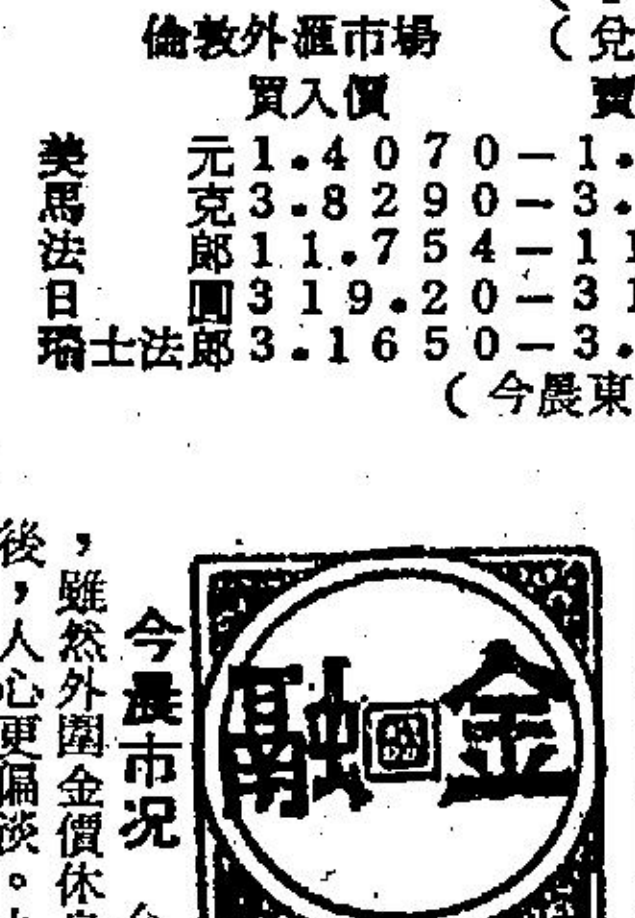 倫敦外滙市場
(兌
買入價 賣
美元1.4070-1.
馬克3.8290-3.
法郎11.754-11
日圓319.20-31
瑞士法郎3.1650-3.
(今晨東
金融
今晨市況
，雖然外圍金價休
後，人心更偏淡。